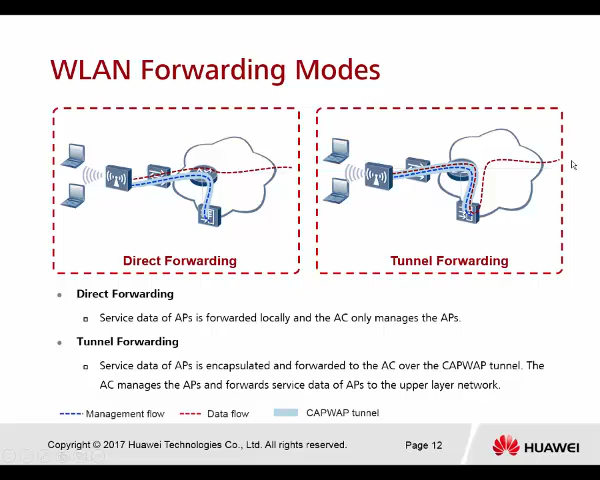 WLAN Forwarding Modes
Direct Forwarding
Tunnel Forwarding
Direct Forwarding
Service data of APs is forwarded locally and the AC only manages the APs.
Tunnel Forwarding
Service data of APs is encapsulated and forwarded to the AC over the CAPWAP tunnel. The
AC manages the APs and forwards service data of APs to the upper layer network.
Management flow
Data flow
CAPWAP tunnel
Copyright © 2017 Huawei Technologies Co., Ltd. All rights reserved.
Page 12
HUAWEI